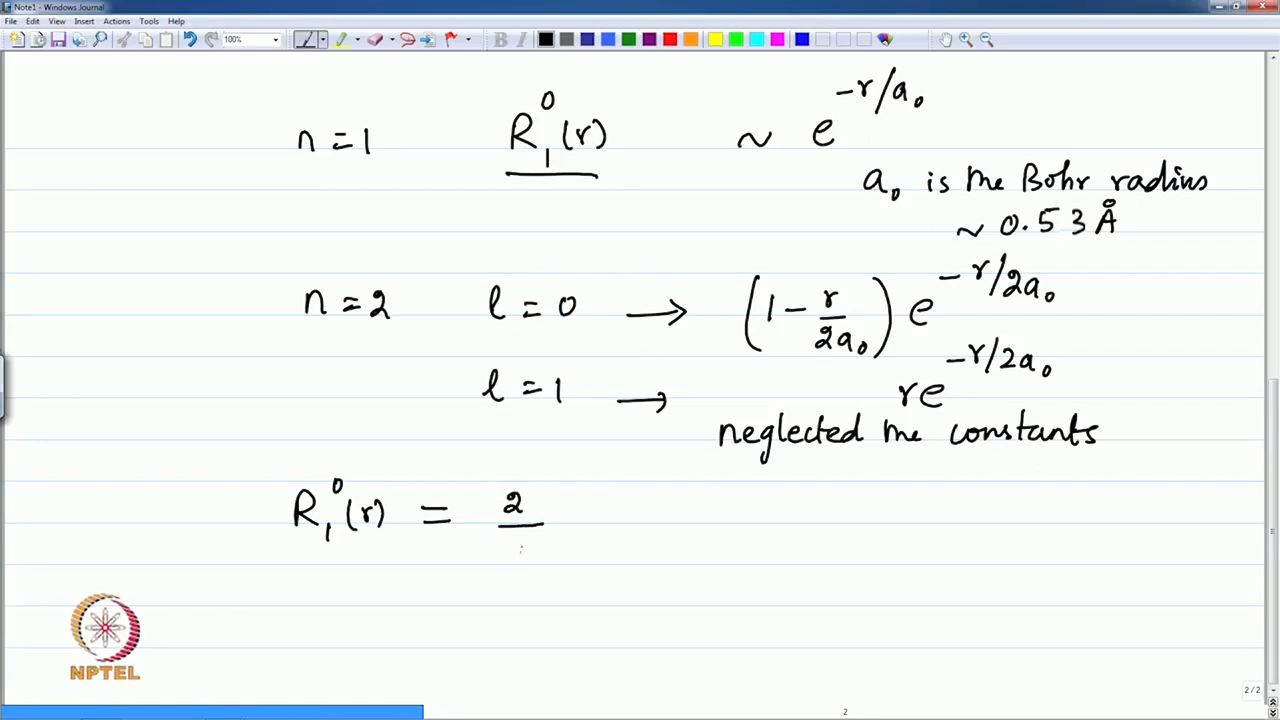 Note1 - Windows Journal
File Edit View Insert Actions Tools Help
100%
n = 1 R₁⁰(r) ~ e^(-r/a₀)
a₀ is the Bohr radius
~ 0.53 Å
n = 2 l = 0 → (1 - r/2a₀) e^(-r/2a₀)
l = 1 → r e^(-r/2a₀)
neglected the constants
R₁⁰(r) = 2
NPTEL
2 / 2
2